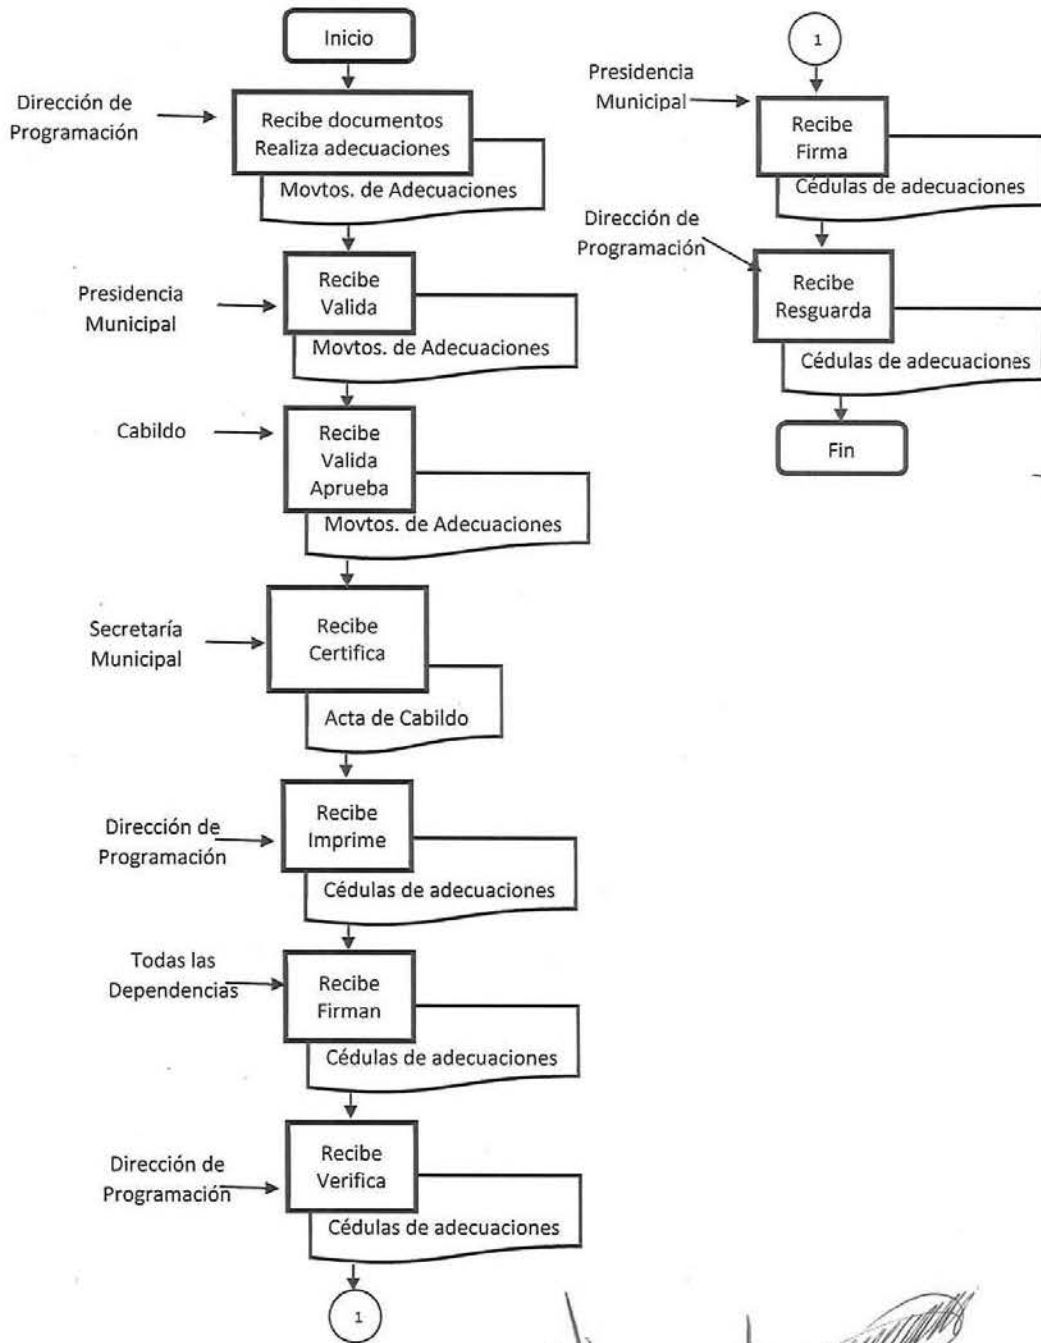 Inicio
Dirección de
Programación
Recibe documentos
Realiza adecuaciones
Movtos. de Adecuaciones
Presidencia
Municipal
Recibe
Valida
Movtos. de Adecuaciones
Cabildo
Recibe
Valida
Aprueba
Movtos. de Adecuaciones
Secretaría
Municipal
Recibe
Certifica
Acta de Cabildo
Dirección de
Programación
Recibe
Imprime
Cédulas de adecuaciones
Todas las
Dependencias
Recibe
Firman
Cédulas de adecuaciones
Dirección de
Programación
Recibe
Verifica
Cédulas de adecuaciones
1
1
Presidencia
Municipal
Recibe
Firma
Cédulas de adecuaciones
Dirección de
Programación
Recibe
Resguarda
Cédulas de adecuaciones
Fin